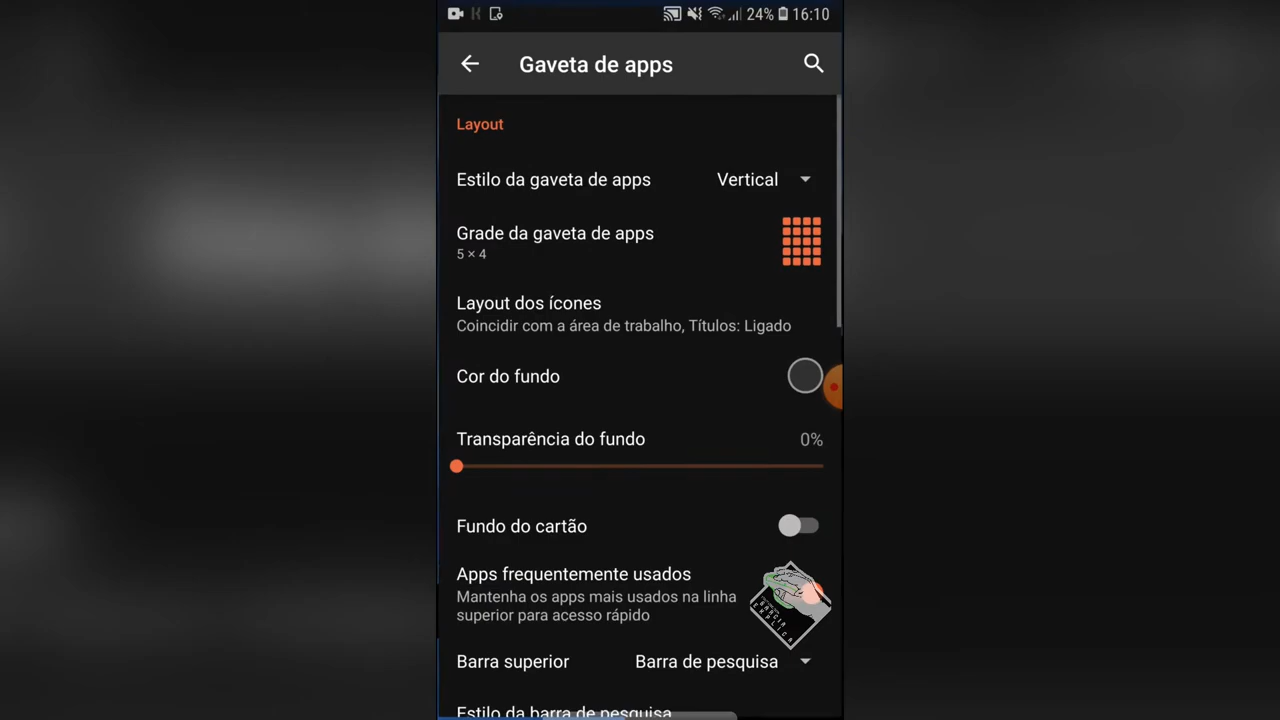 24% 16:10
Gaveta de apps
Layout
Estilo da gaveta de apps Vertical
Grade da gaveta de apps
5 × 4
Layout dos ícones
Coincidir com a área de trabalho, Títulos: Ligado
Cor do fundo
Transparência do fundo 0%
Fundo do cartão
Apps frequentemente usados
Mantenha os apps mais usados na linha
superior para acesso rápido
GARCIA
EXPLICA
Barra superior Barra de pesquisa
Estilo da barra de pesquisa